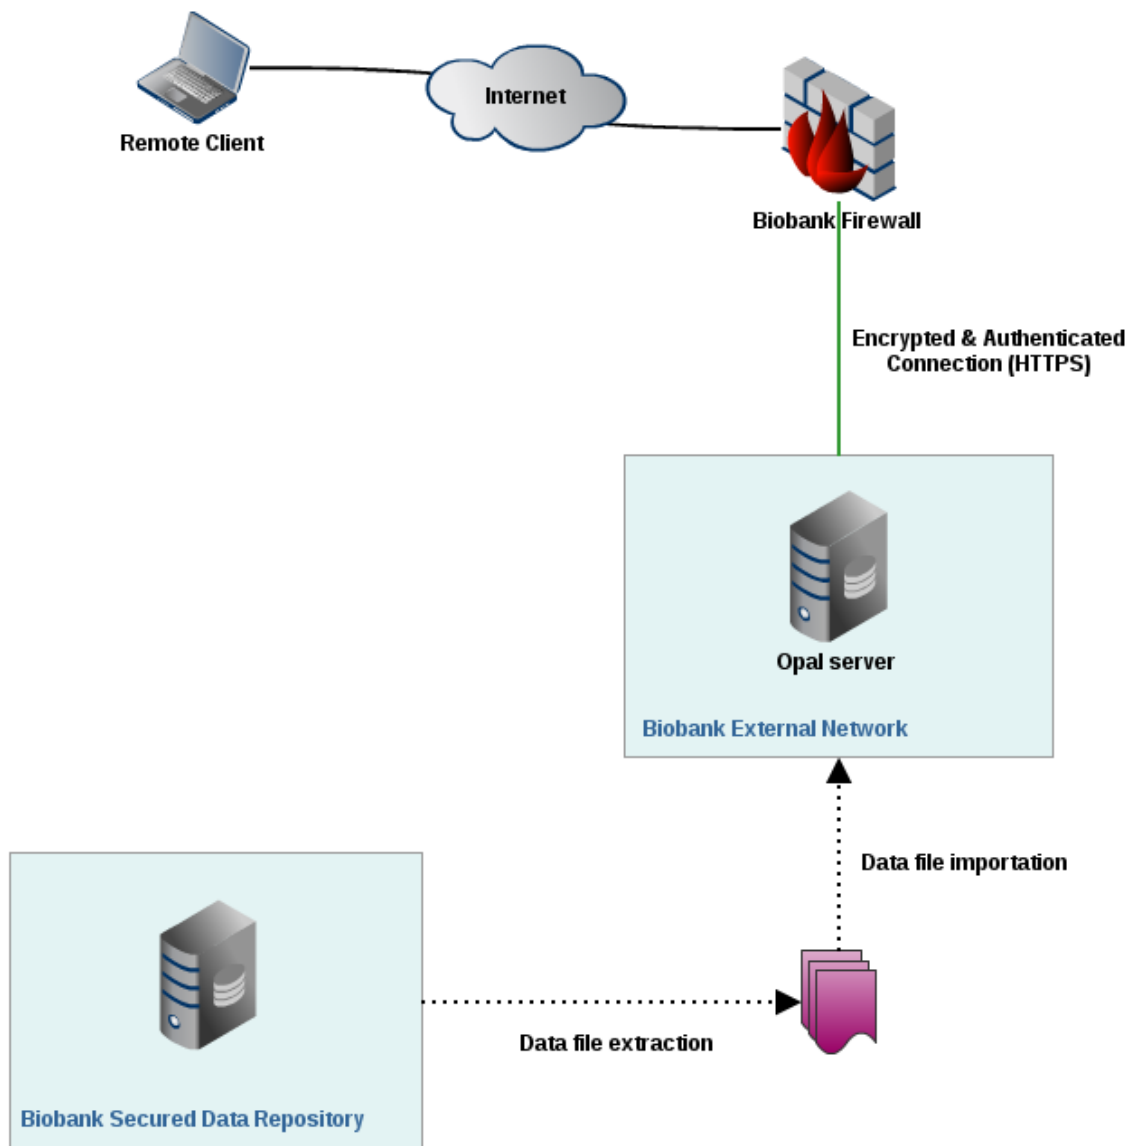 Internet
Remote Client
Biobank Firewall
Encrypted & Authenticated
Connection (HTTPS)
Opal server
Biobank External Network
Data file importation
Data file extraction
Biobank Secured Data Repository